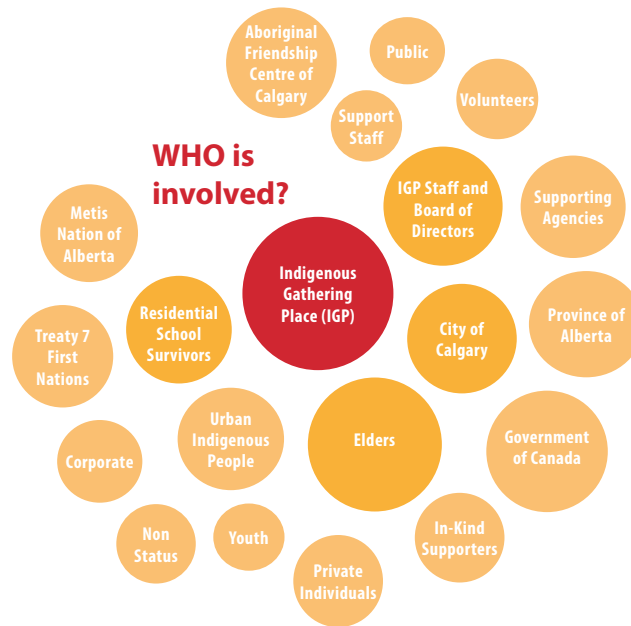 Aboriginal
Friendship
Centre of
Calgary
Public
Volunteers
Support
Staff
WHO is
involved?
IGP Staff and
Board of
Directors
Supporting
Agencies
Metis
Nation of
Alberta
Indigenous
Gathering
Place (IGP)
Residential
School
Survivors
City of
Calgary
Province of
Alberta
Treaty 7
First
Nations
Urban
Indigenous
People
Elders
Government
of Canada
Corporate
Non
Status
Youth
In-Kind
Supporters
Private
Individuals